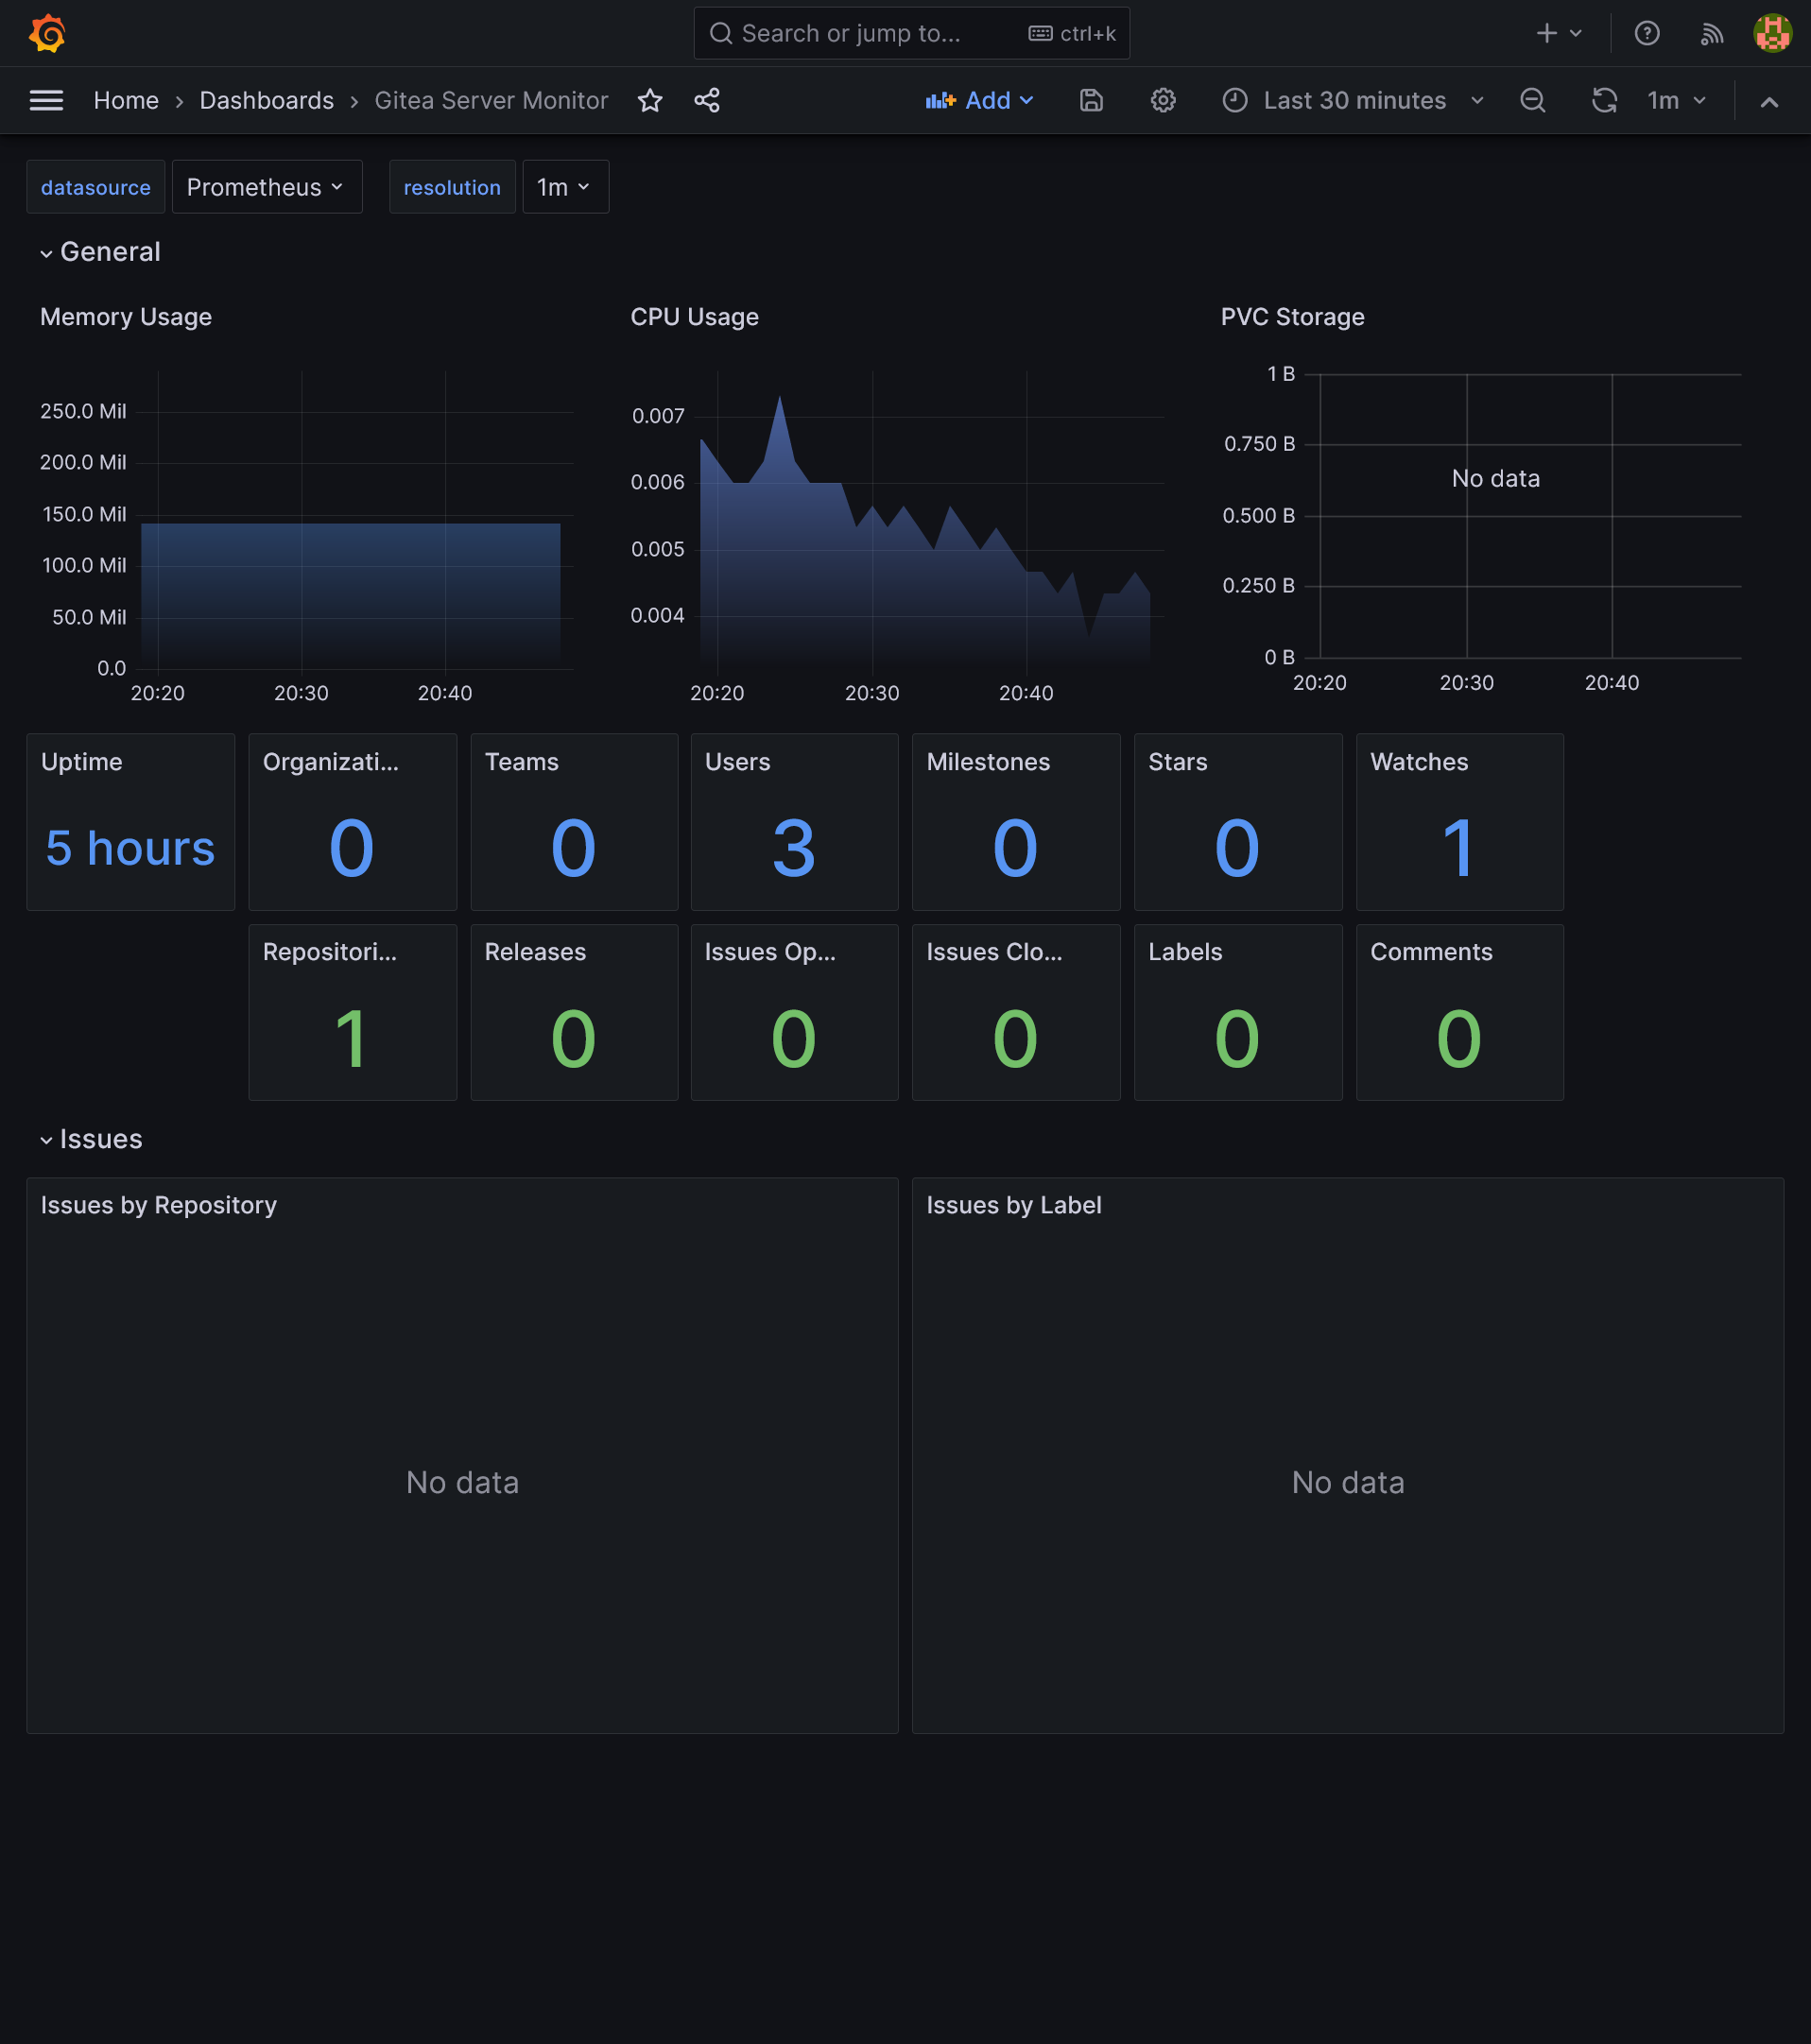 Search or jump to... ctrl+k
Home › Dashboards › Gitea Server Monitor Add Last 30 minutes 1m
datasource Prometheus resolution 1m
General
Memory Usage
250.0 Mil
200.0 Mil
150.0 Mil
100.0 Mil
50.0 Mil
0.0
20:20 20:30 20:40
CPU Usage
0.007
0.006
0.005
0.004
20:20 20:30 20:40
PVC Storage
1 B
0.750 B
No data
0.500 B
0.250 B
0 B
20:20 20:30 20:40
Uptime
5 hours
Organizati...
0
Teams
0
Users
3
Milestones
0
Stars
0
Watches
1
Repositori...
1
Releases
0
Issues Op...
0
Issues Clo...
0
Labels
0
Comments
0
Issues
Issues by Repository
No data
Issues by Label
No data